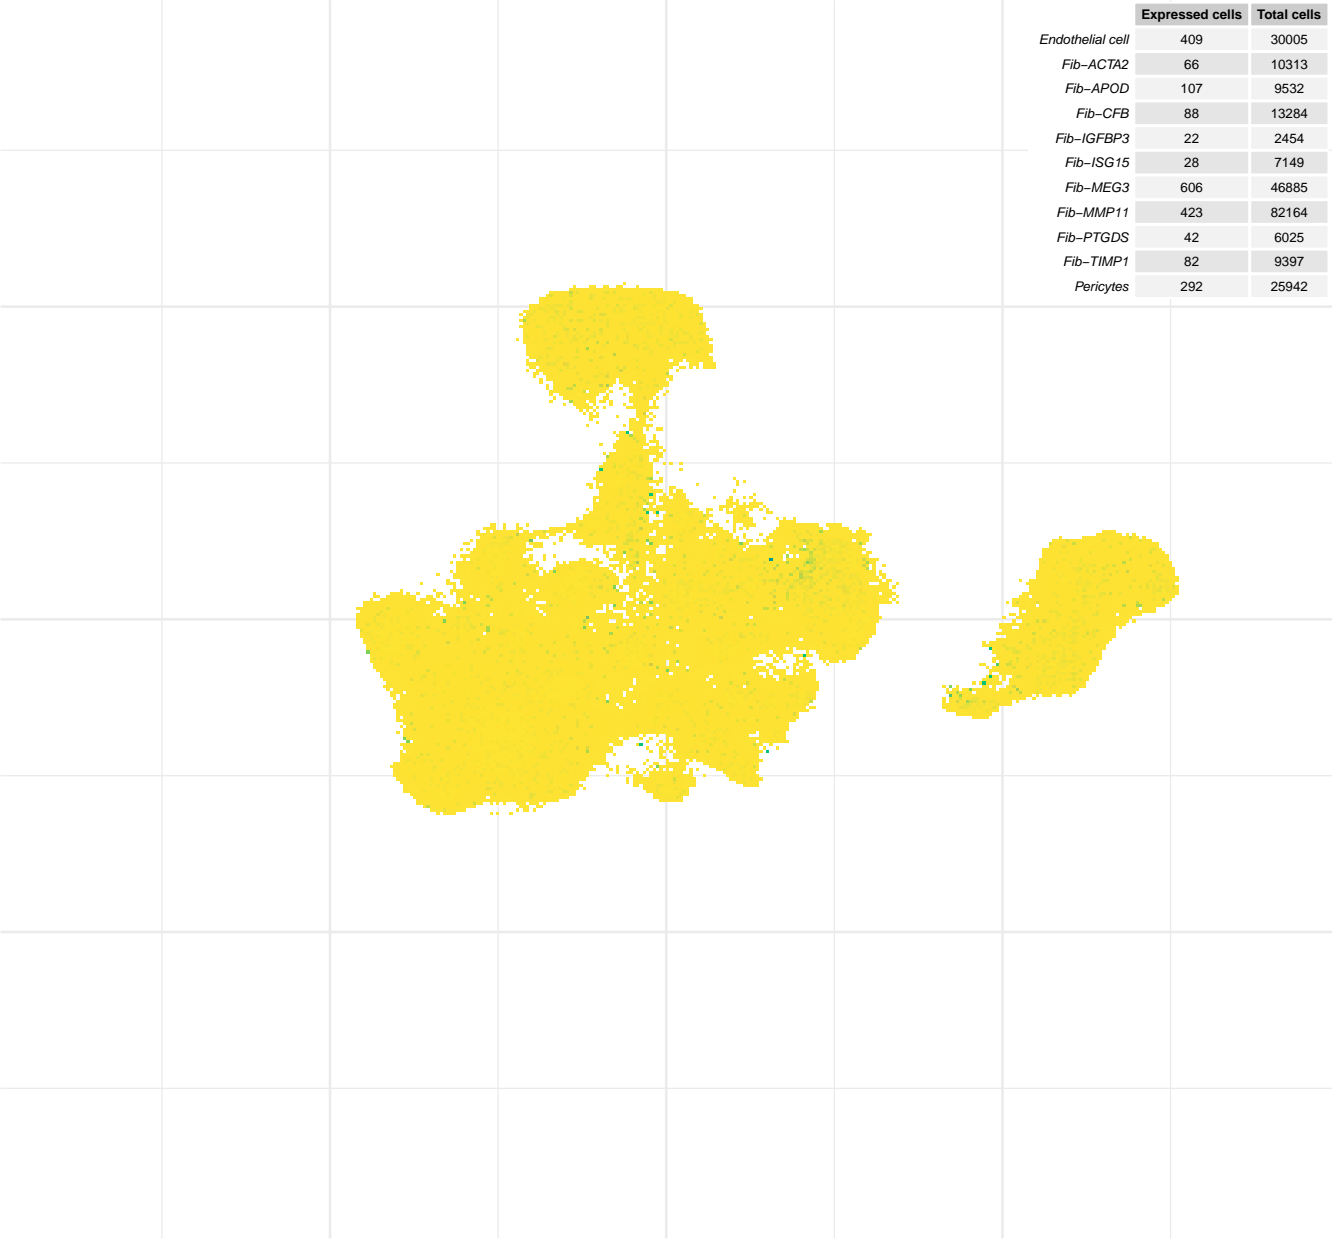 Expressed cells Total cells
Endothelial cell 409 30005
Fib−ACTA2 66 10313
Fib−APOD 107 9532
Fib−CFB 88 13284
Fib−IGFBP3 22 2454
Fib−ISG15 28 7149
Fib−MEG3 606 46885
Fib−MMP11 423 82164
Fib−PTGDS 42 6025
Fib−TIMP1 82 9397
Pericytes 292 25942